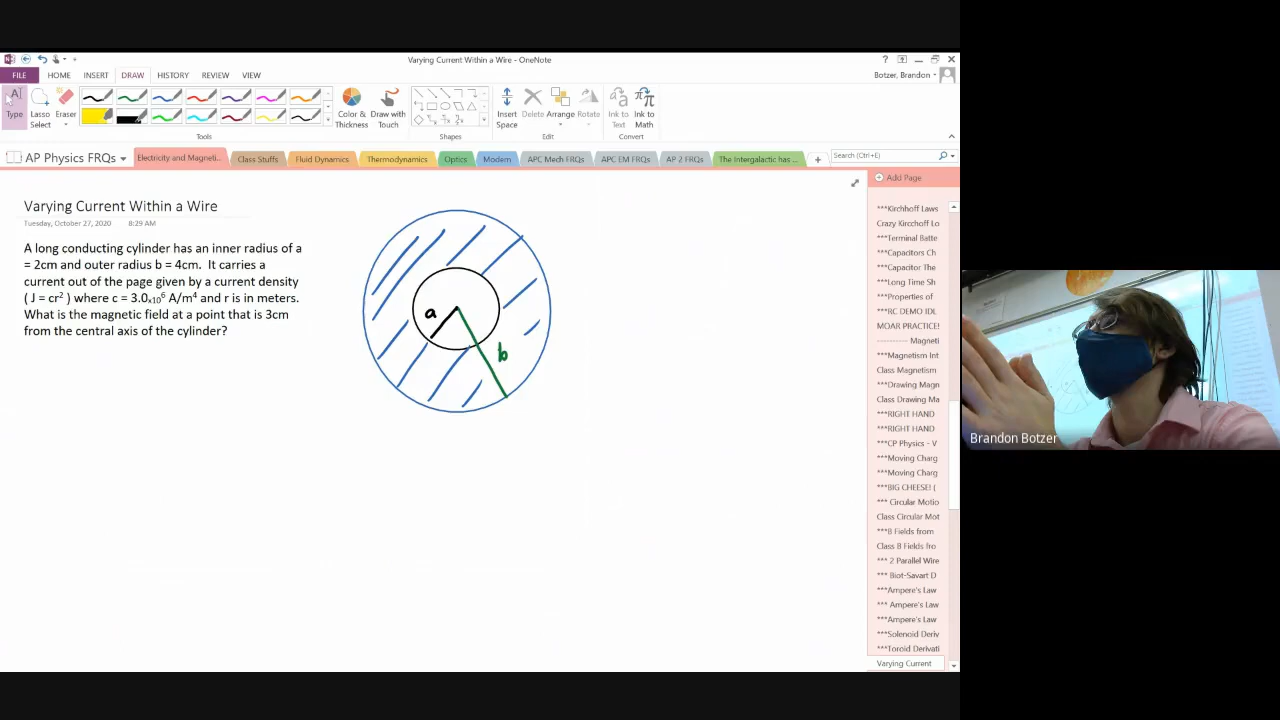 Varying Current Within a Wire - OneNote
FILE HOME INSERT DRAW HISTORY REVIEW VIEW
Botzer, Brandon
Type
Lasso Select
Eraser
Color & Thickness
Draw with Touch
Insert Space
Delete
Arrange
Rotate
Ink to Text
Ink to Math
Tools
Shapes
Edit
Convert
AP Physics FRQs
Electricity and Magneti...
Class Stuffs
Fluid Dynamics
Thermodynamics
Optics
Modern
APC Mech FRQs
APC EM FRQs
AP 2 FRQs
The Intergalactic has ...
Search (Ctrl+E)
Add Page
Varying Current Within a Wire
Tuesday, October 27, 2020 8:29 AM
A long conducting cylinder has an inner radius of a
= 2cm and outer radius b = 4cm. It carries a
current out of the page given by a current density
( J = cr² ) where c = 3.0x10⁶ A/m⁴ and r is in meters.
What is the magnetic field at a point that is 3cm
from the central axis of the cylinder?
a
b
***Kirchhoff Laws
Crazy Kircchoff Lo
***Terminal Batte
***Capacitors Ch
***Capacitor The
***Long Time Sh
***Properties of
***RC DEMO IDL
MOAR PRACTICE!
---------- Magneti
***Magnetism Int
Class Magnetism
***Drawing Magn
Class Drawing Ma
***RIGHT HAND
***RIGHT HAND
***CP Physics - V
***Moving Charg
***Moving Charg
***BIG CHEESE! (
*** Circular Motio
Class Circular Mot
***B Fields from
Class B Fields fro
*** 2 Parallel Wire
*** Biot-Savart D
***Ampere's Law
*** Ampere's Law
***Ampere's Law
***Solenoid Deriv
***Toroid Derivati
Varying Current
Brandon Botzer